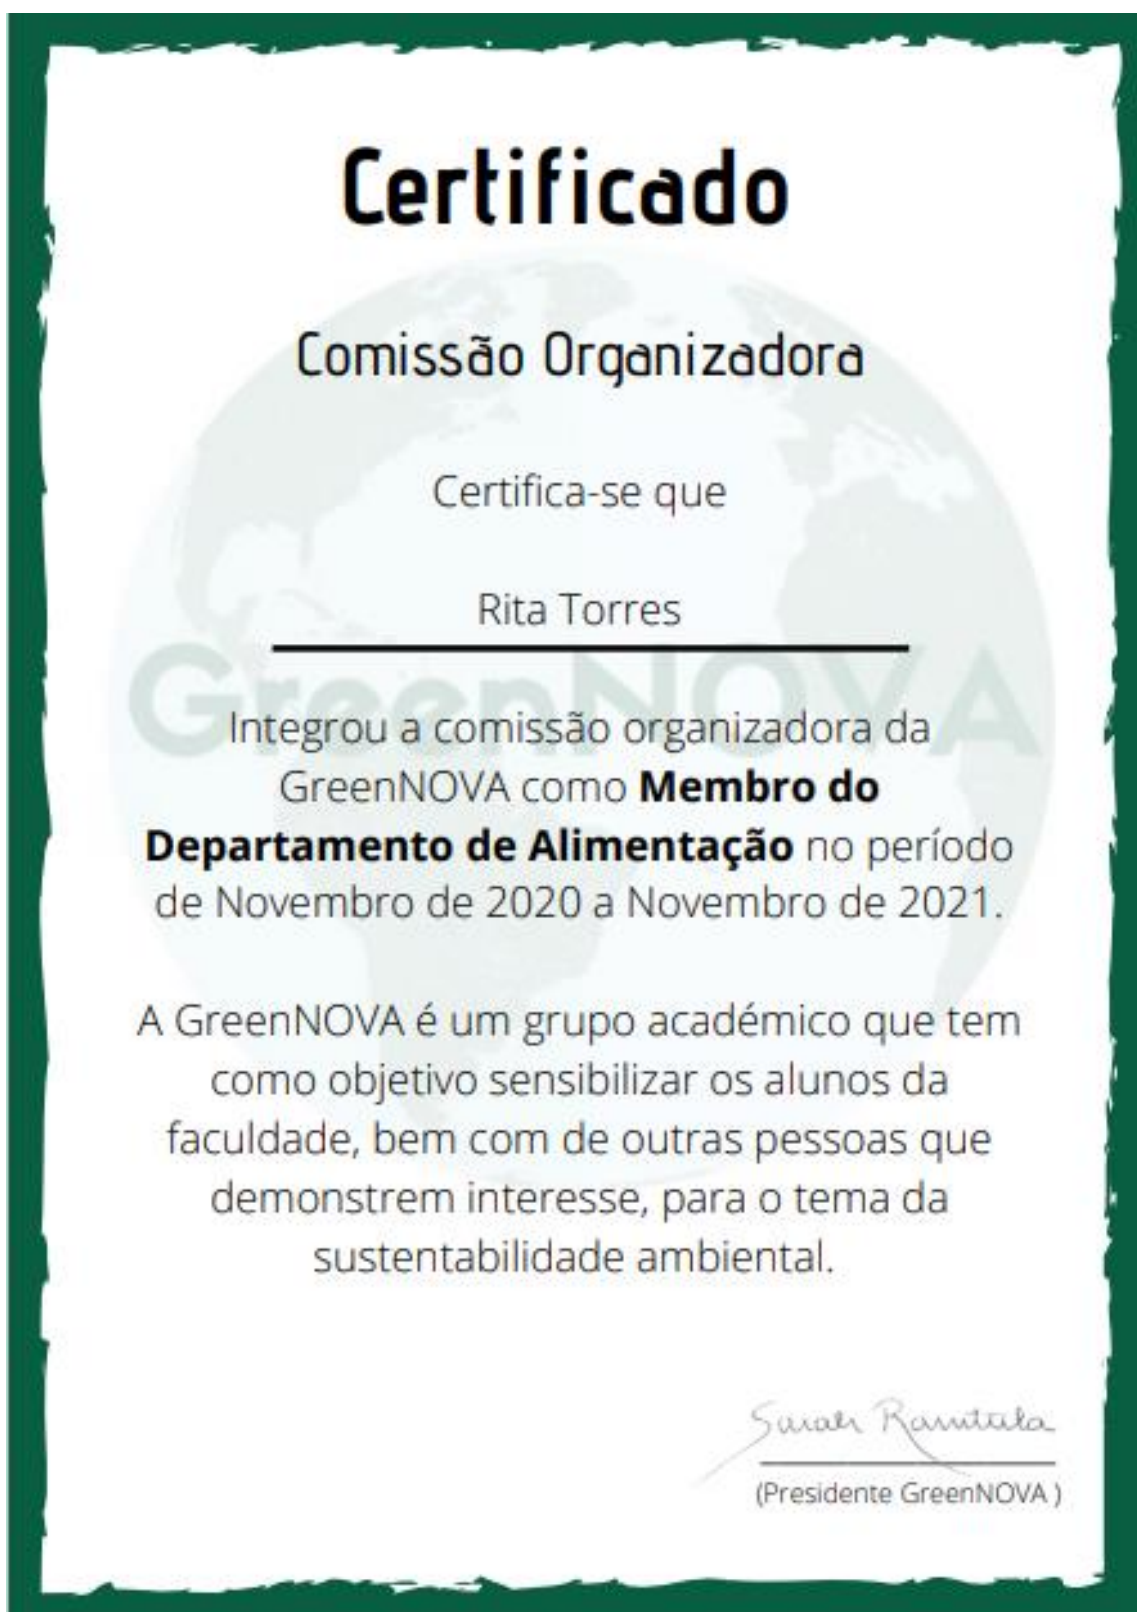 Certificado
Comissão Organizadora
Certifica-se que
Rita Torres
GreenNOVA
Integrou a comissão organizadora da
GreenNOVA como Membro do
Departamento de Alimentação no período
de Novembro de 2020 a Novembro de 2021.
A GreenNOVA é um grupo académico que tem
como objetivo sensibilizar os alunos da
faculdade, bem com de outras pessoas que
demonstrem interesse, para o tema da
sustentabilidade ambiental.
Sarah
(Presidente GreenNOVA )